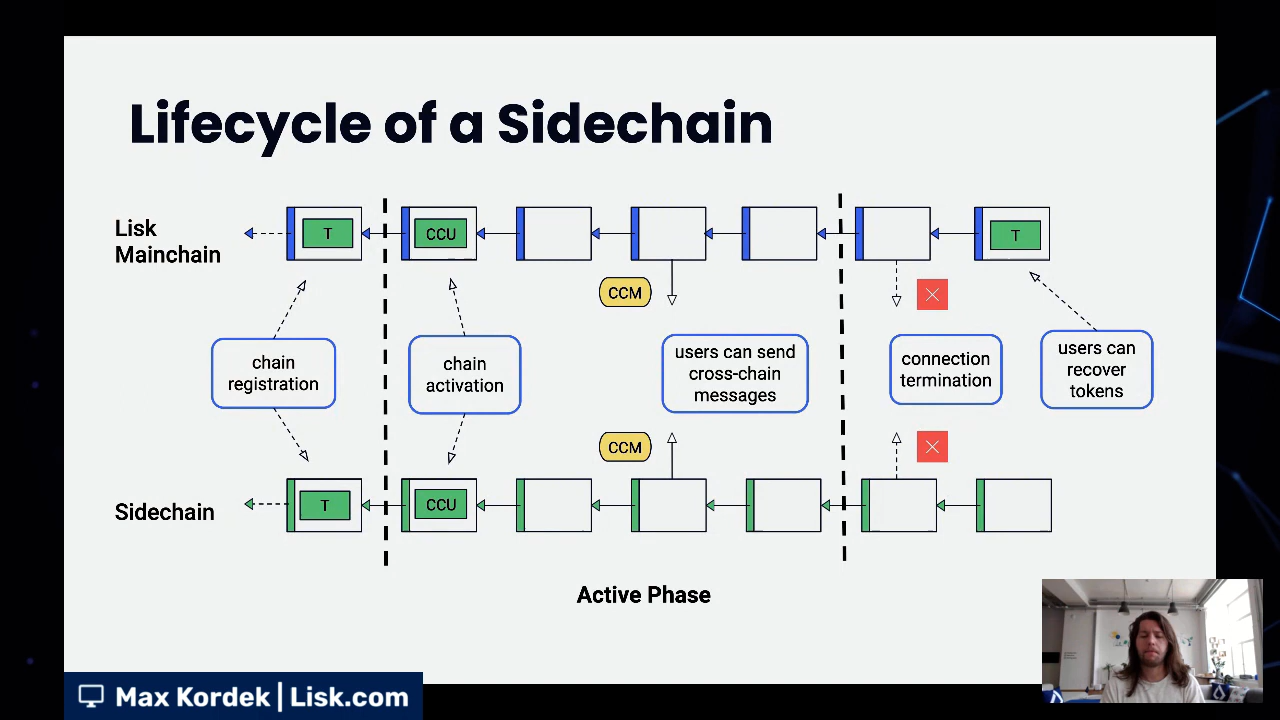 Lifecycle of a Sidechain
Lisk
Mainchain
T
CCU
T
CCM
chain
registration
chain
activation
users can send
cross-chain
messages
connection
termination
users can
recover
tokens
CCM
Sidechain
T
CCU
Active Phase
Max Kordek | Lisk.com